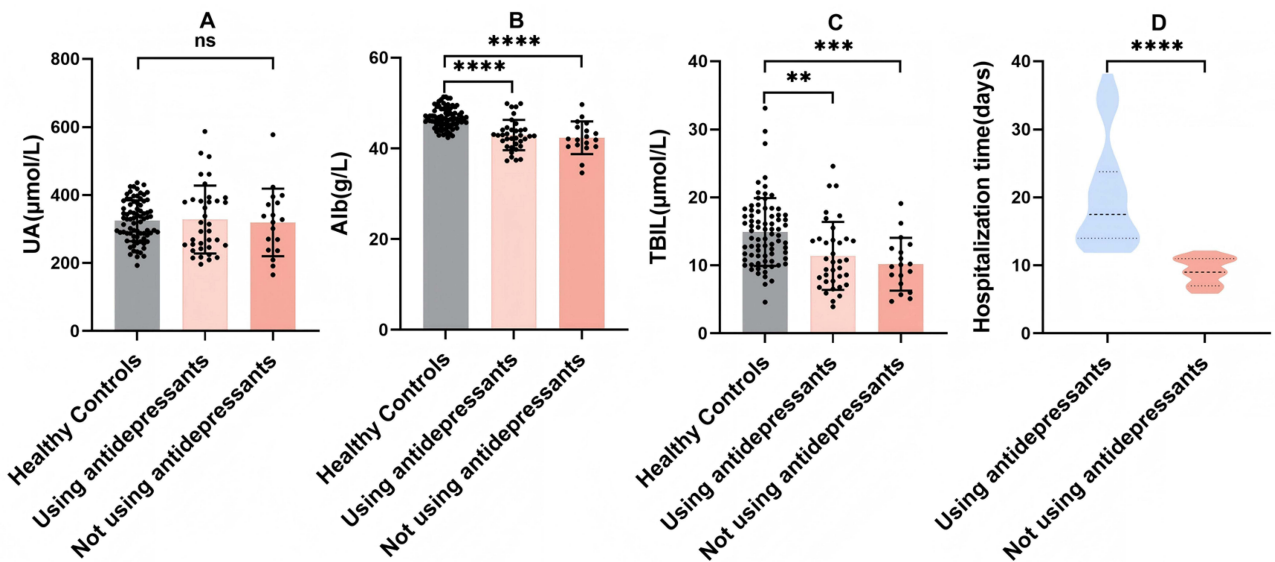 A
ns
UA(μmol/L)
800
600
400
200
0
Healthy Controls
Using antidepressants
Not using antidepressants
B
****
****
Alb(g/L)
60
40
20
0
Healthy Controls
Using antidepressants
Not using antidepressants
C
***
**
TBIL(μmol/L)
40
30
20
10
0
Healthy Controls
Using antidepressants
Not using antidepressants
D
****
Hospitalization time(days)
40
30
20
10
0
Using antidepressants
Not using antidepressants